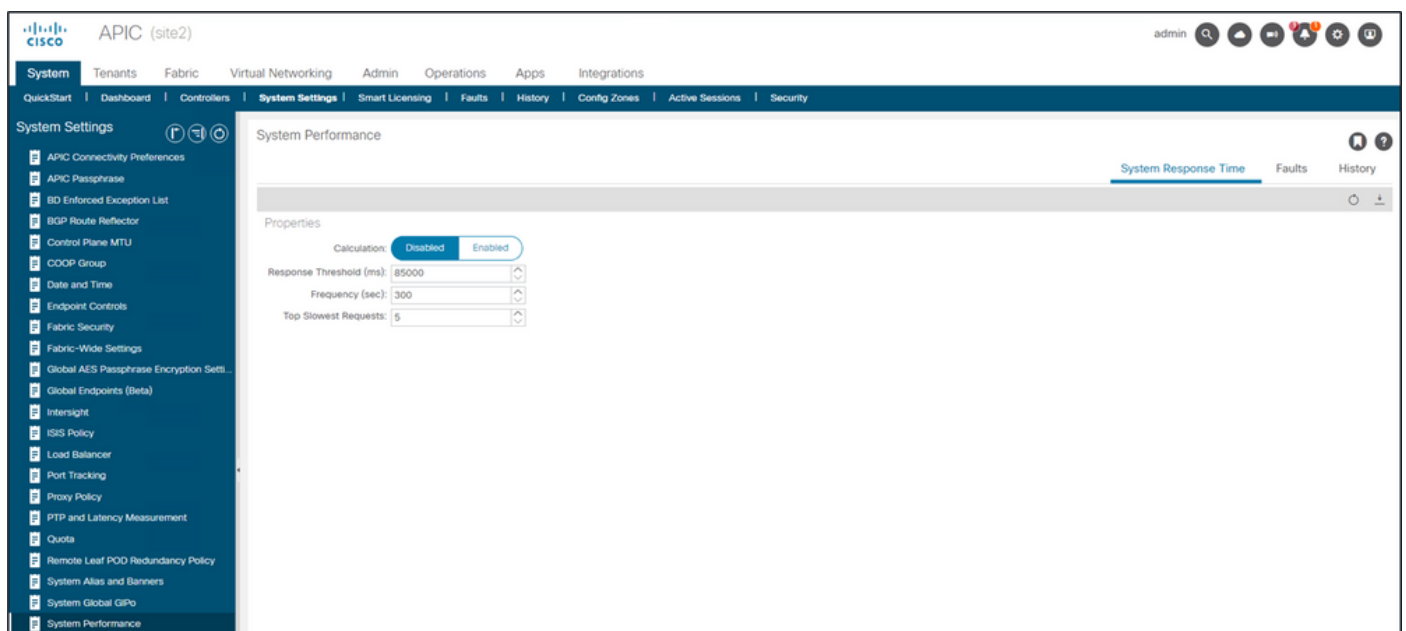 CISCO
APIC (site2)
admin
System Tenants Fabric Virtual Networking Admin Operations Apps Integrations
QuickStart | Dashboard | Controllers | System Settings | Smart Licensing | Faults | History | Config Zones | Active Sessions | Security
System Settings
APIC Connectivity Preferences
APIC Passphrase
BD Enforced Exception List
BGP Route Reflector
Control Plane MTU
COOP Group
Date and Time
Endpoint Controls
Fabric Security
Fabric-Wide Settings
Global AES Passphrase Encryption Setti...
Global Endpoints (Beta)
Intersight
ISIS Policy
Load Balancer
Port Tracking
Proxy Policy
PTP and Latency Measurement
Quota
Remote Leaf POD Redundancy Policy
System Alias and Banners
System Global GIPo
System Performance
System Performance
System Response Time Faults History
Properties
Calculation: Disabled Enabled
Response Threshold (ms): 85000
Frequency (sec): 300
Top Slowest Requests: 5